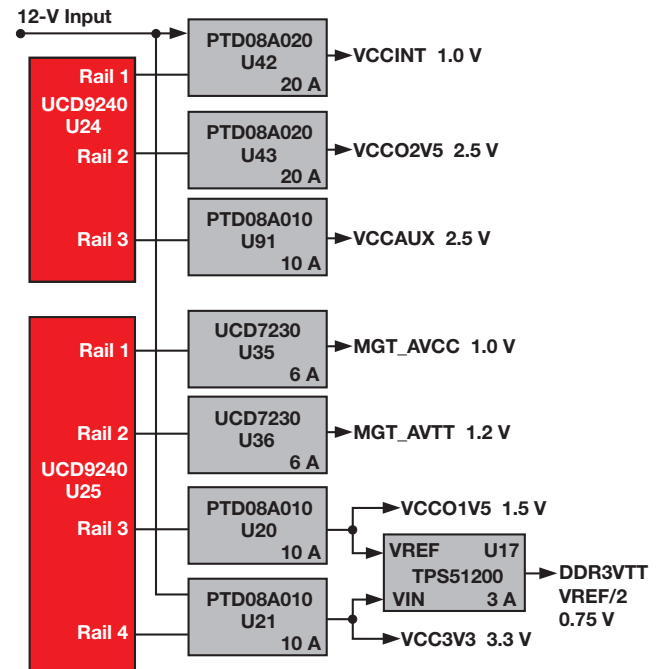 12-V Input
UCD9240
U24
Rail 1
PTD08A020
U42
20 A
VCCINT 1.0 V
Rail 2
PTD08A020
U43
20 A
VCCO2V5 2.5 V
Rail 3
PTD08A010
U91
10 A
VCCAUX 2.5 V
UCD9240
U25
Rail 1
UCD7230
U35
6 A
MGT_AVCC 1.0 V
Rail 2
UCD7230
U36
6 A
MGT_AVTT 1.2 V
Rail 3
PTD08A010
U20
10 A
VCCO1V5 1.5 V
VREF U17
TPS51200
VIN 3 A
DDR3VTT
VREF/2
0.75 V
Rail 4
PTD08A010
U21
10 A
VCC3V3 3.3 V